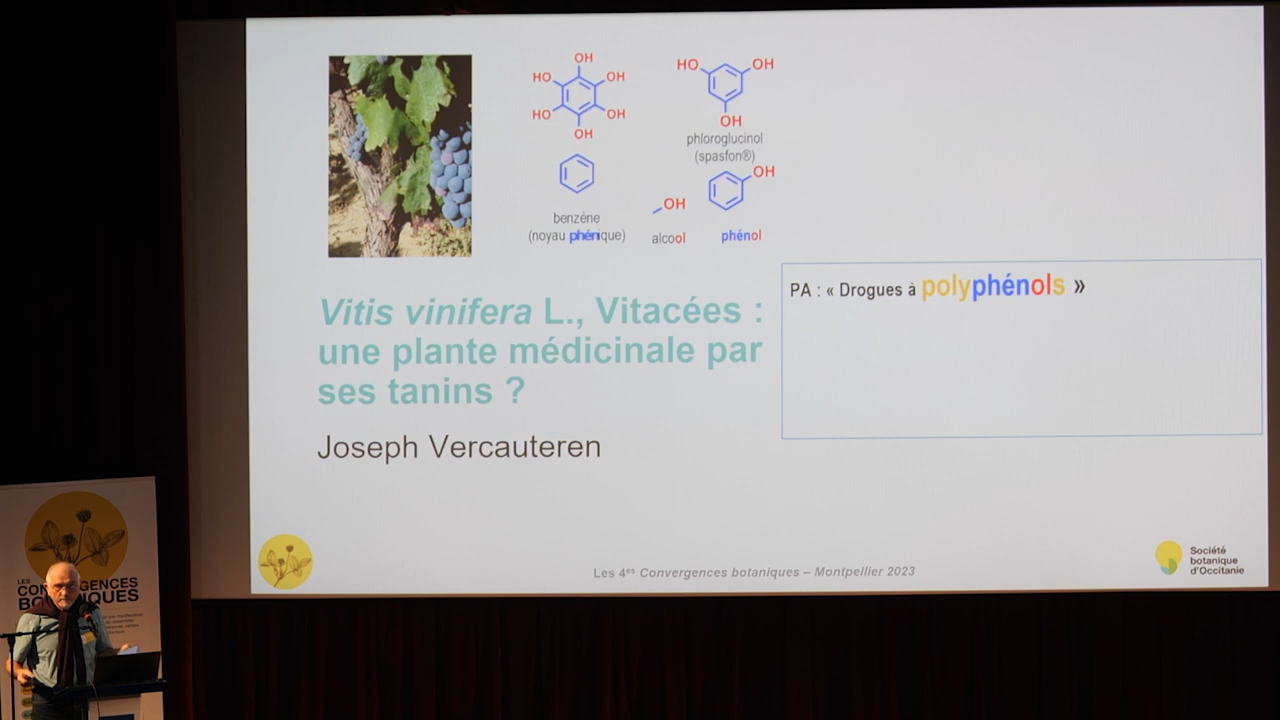 OH
HO
OH
HO
OH
OH
benzène
(noyau phénique)
HO
OH
OH
phloroglucinol
(spasfon®)
OH
alcool
OH
phénol
Vitis vinifera L., Vitacées :
une plante médicinale par
ses tanins ?
Joseph Vercauteren
PA : « Drogues à polyphénols »
Les 4es Convergences botaniques – Montpellier 2023
Société
botanique
d'Occitanie
LES